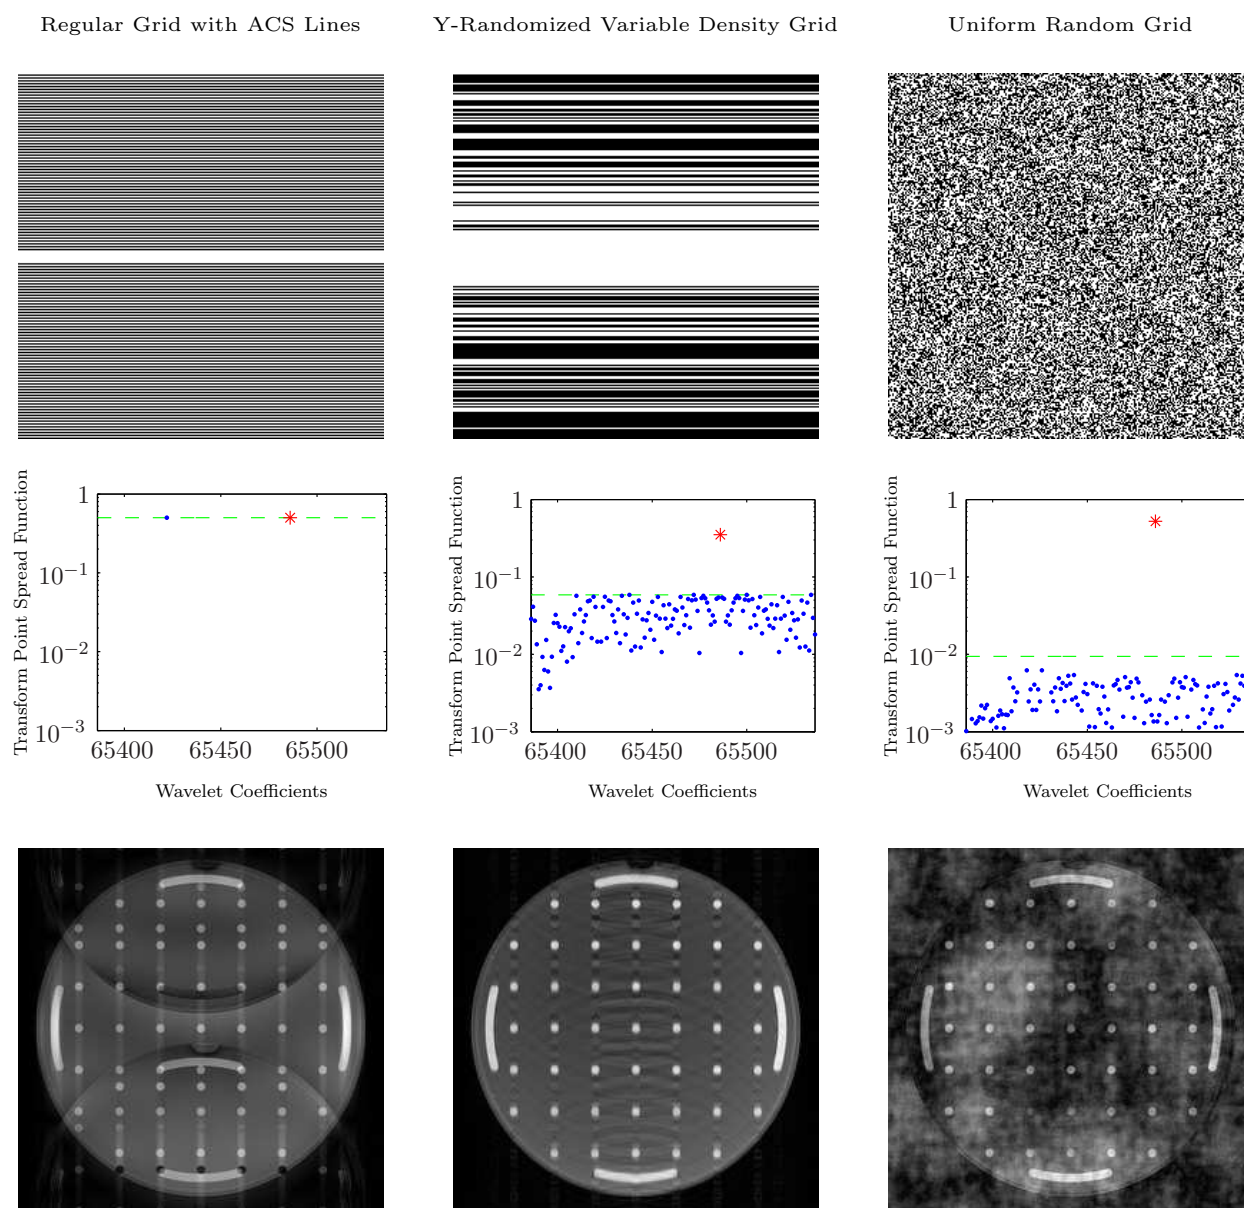 Regular Grid with ACS Lines
Y-Randomized Variable Density Grid
Uniform Random Grid
Transform Point Spread Function
1
10−1
10−2
10−3
65400 65450 65500
Wavelet Coefficients
Transform Point Spread Function
1
10−1
10−2
10−3
65400 65450 65500
Wavelet Coefficients
Transform Point Spread Function
1
10−1
10−2
10−3
65400 65450 65500
Wavelet Coefficients